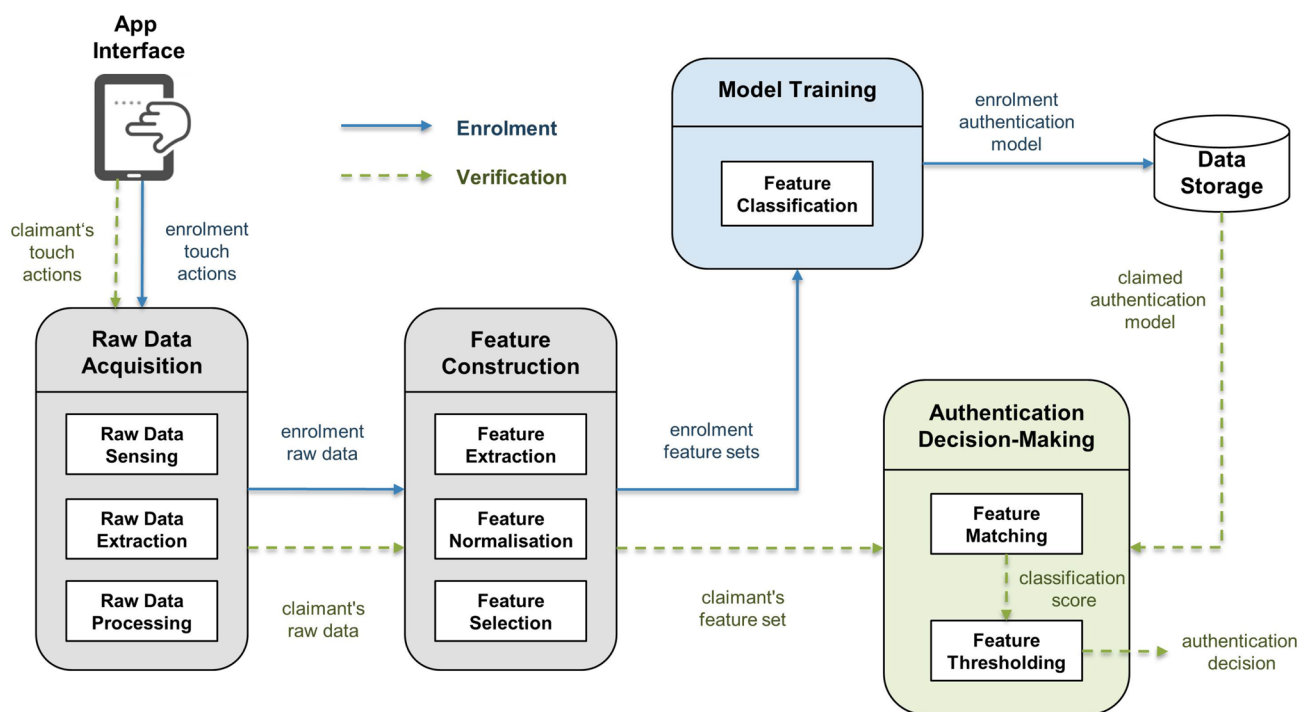 App
Interface
Enrolment
Verification
claimant's
touch
actions
enrolment
touch
actions
Raw Data
Acquisition
Raw Data
Sensing
Raw Data
Extraction
Raw Data
Processing
enrolment
raw data
claimant's
raw data
Feature
Construction
Feature
Extraction
Feature
Normalisation
Feature
Selection
enrolment
feature sets
claimant's
feature set
Model Training
Feature
Classification
enrolment
authentication
model
Data
Storage
claimed
authentication
model
Authentication
Decision-Making
Feature
Matching
classification
score
Feature
Thresholding
authentication
decision